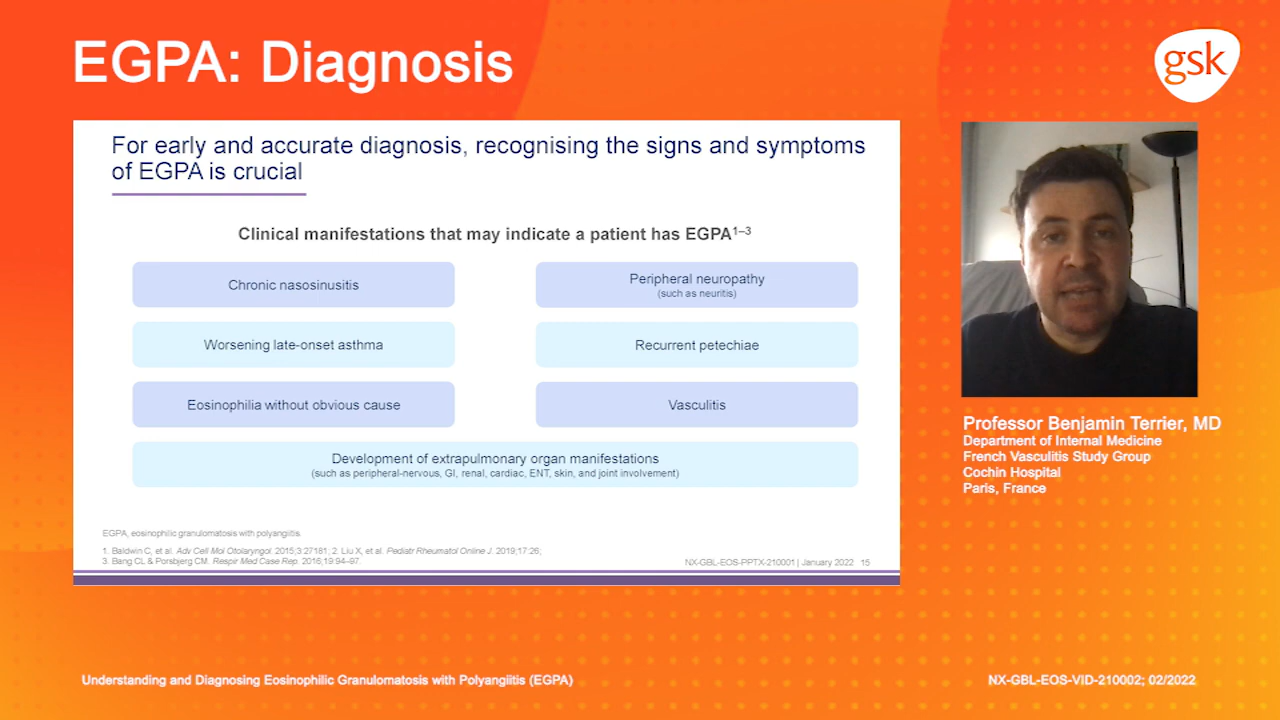 EGPA: Diagnosis
gsk
For early and accurate diagnosis, recognising the signs and symptoms
of EGPA is crucial
Clinical manifestations that may indicate a patient has EGPA1–3
Chronic nasosinusitis
Peripheral neuropathy
(such as neuritis)
Worsening late-onset asthma
Recurrent petechiae
Eosinophilia without obvious cause
Vasculitis
Development of extrapulmonary organ manifestations
(such as peripheral-nervous, GI, renal, cardiac, ENT, skin, and joint involvement)
EGPA, eosinophilic granulomatosis with polyangiitis.
1. Baldwin C, et al. Adv Cell Mol Otolaryngol. 2015;3:27181; 2. Liu X, et al. Pediatr Rheumatol Online J. 2019;17:26;
3. Bang CL & Porsbjerg CM. Respir Med Case Rep. 2016;19:94–97.
NX-GBL-EOS-PPTX-210001 | January 2022 15
Professor Benjamin Terrier, MD
Department of Internal Medicine
French Vasculitis Study Group
Cochin Hospital
Paris, France
Understanding and Diagnosing Eosinophilic Granulomatosis with Polyangiitis (EGPA)
NX-GBL-EOS-VID-210002; 02/2022